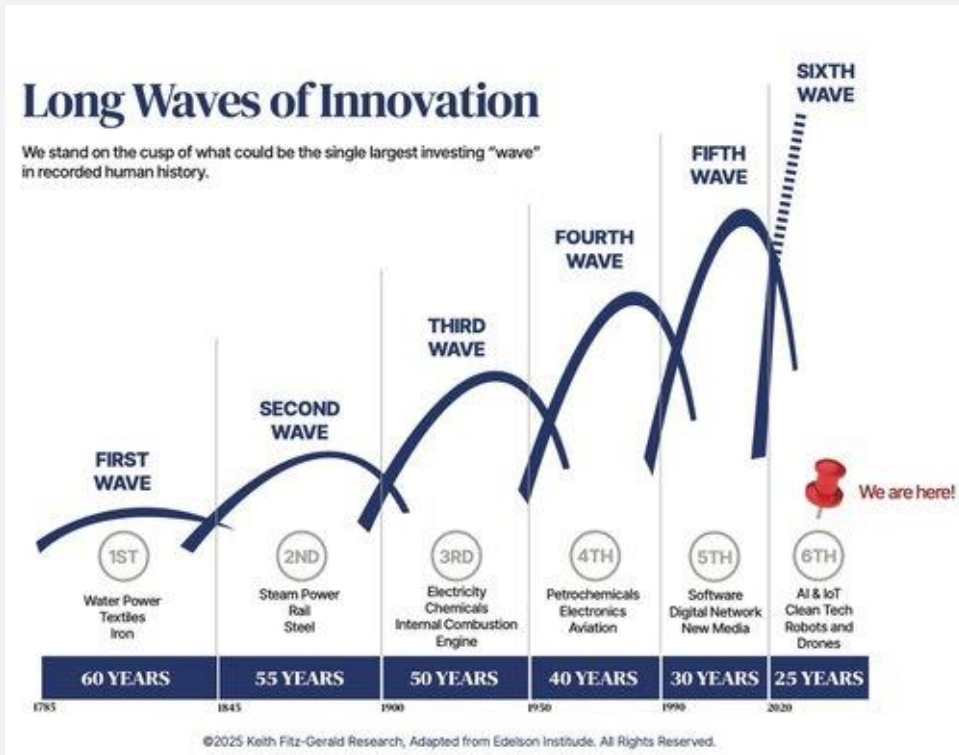 Long Waves of Innovation
We stand on the cusp of what could be the single largest investing “wave”
in recorded human history.
SIXTH
WAVE
FIFTH
WAVE
FOURTH
WAVE
THIRD
WAVE
SECOND
WAVE
FIRST
WAVE
We are here!
1ST
2ND
3RD
4TH
5TH
6TH
Water Power
Textiles
Iron
Steam Power
Rail
Steel
Electricity
Chemicals
Internal Combustion
Engine
Petrochemicals
Electronics
Aviation
Software
Digital Network
New Media
AI & IoT
Clean Tech
Robots and
Drones
60 YEARS
55 YEARS
50 YEARS
40 YEARS
30 YEARS
25 YEARS
1785
1845
1900
1950
1990
2020
©2025 Keith Fitz-Gerald Research, Adapted from Edelson Institute. All Rights Reserved.